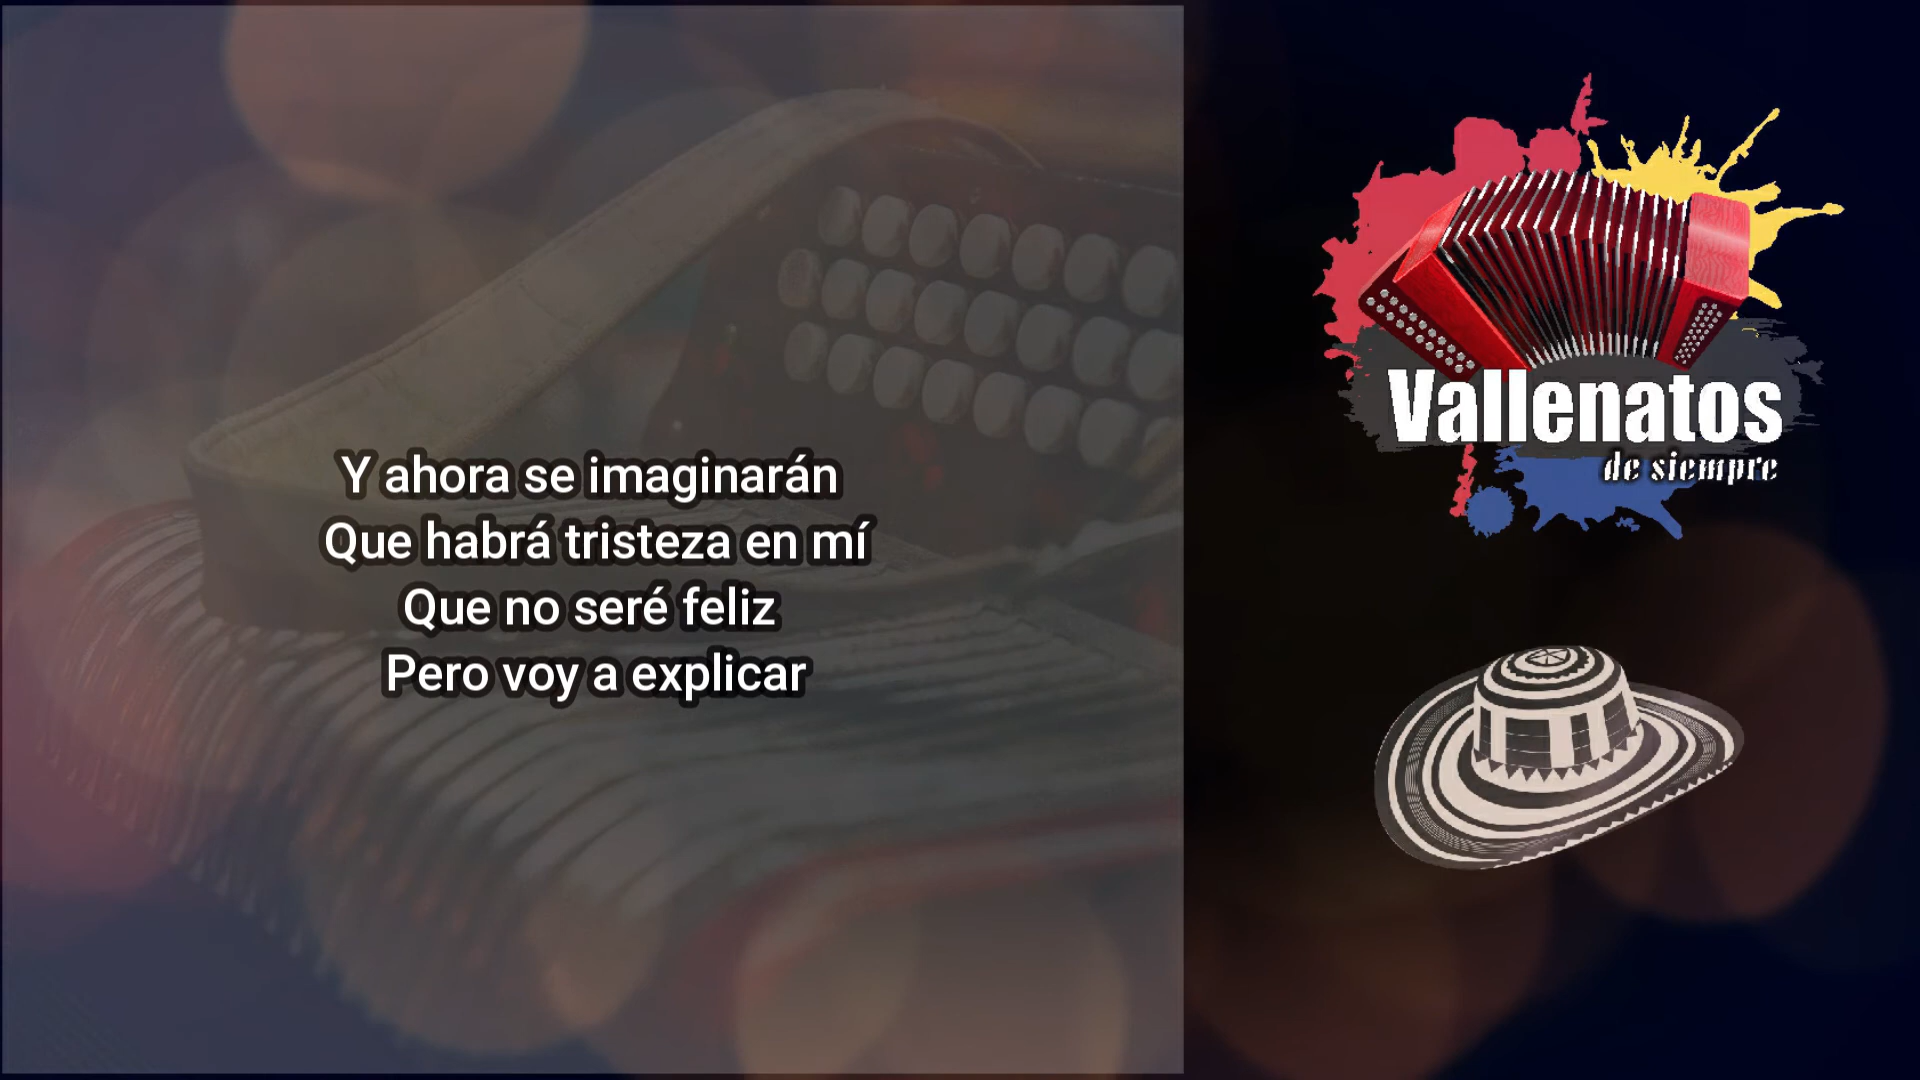 Y ahora se imaginarán
Que habrá tristeza en mí
Que no seré feliz
Pero voy a explicar
Vallenatos
de siempre